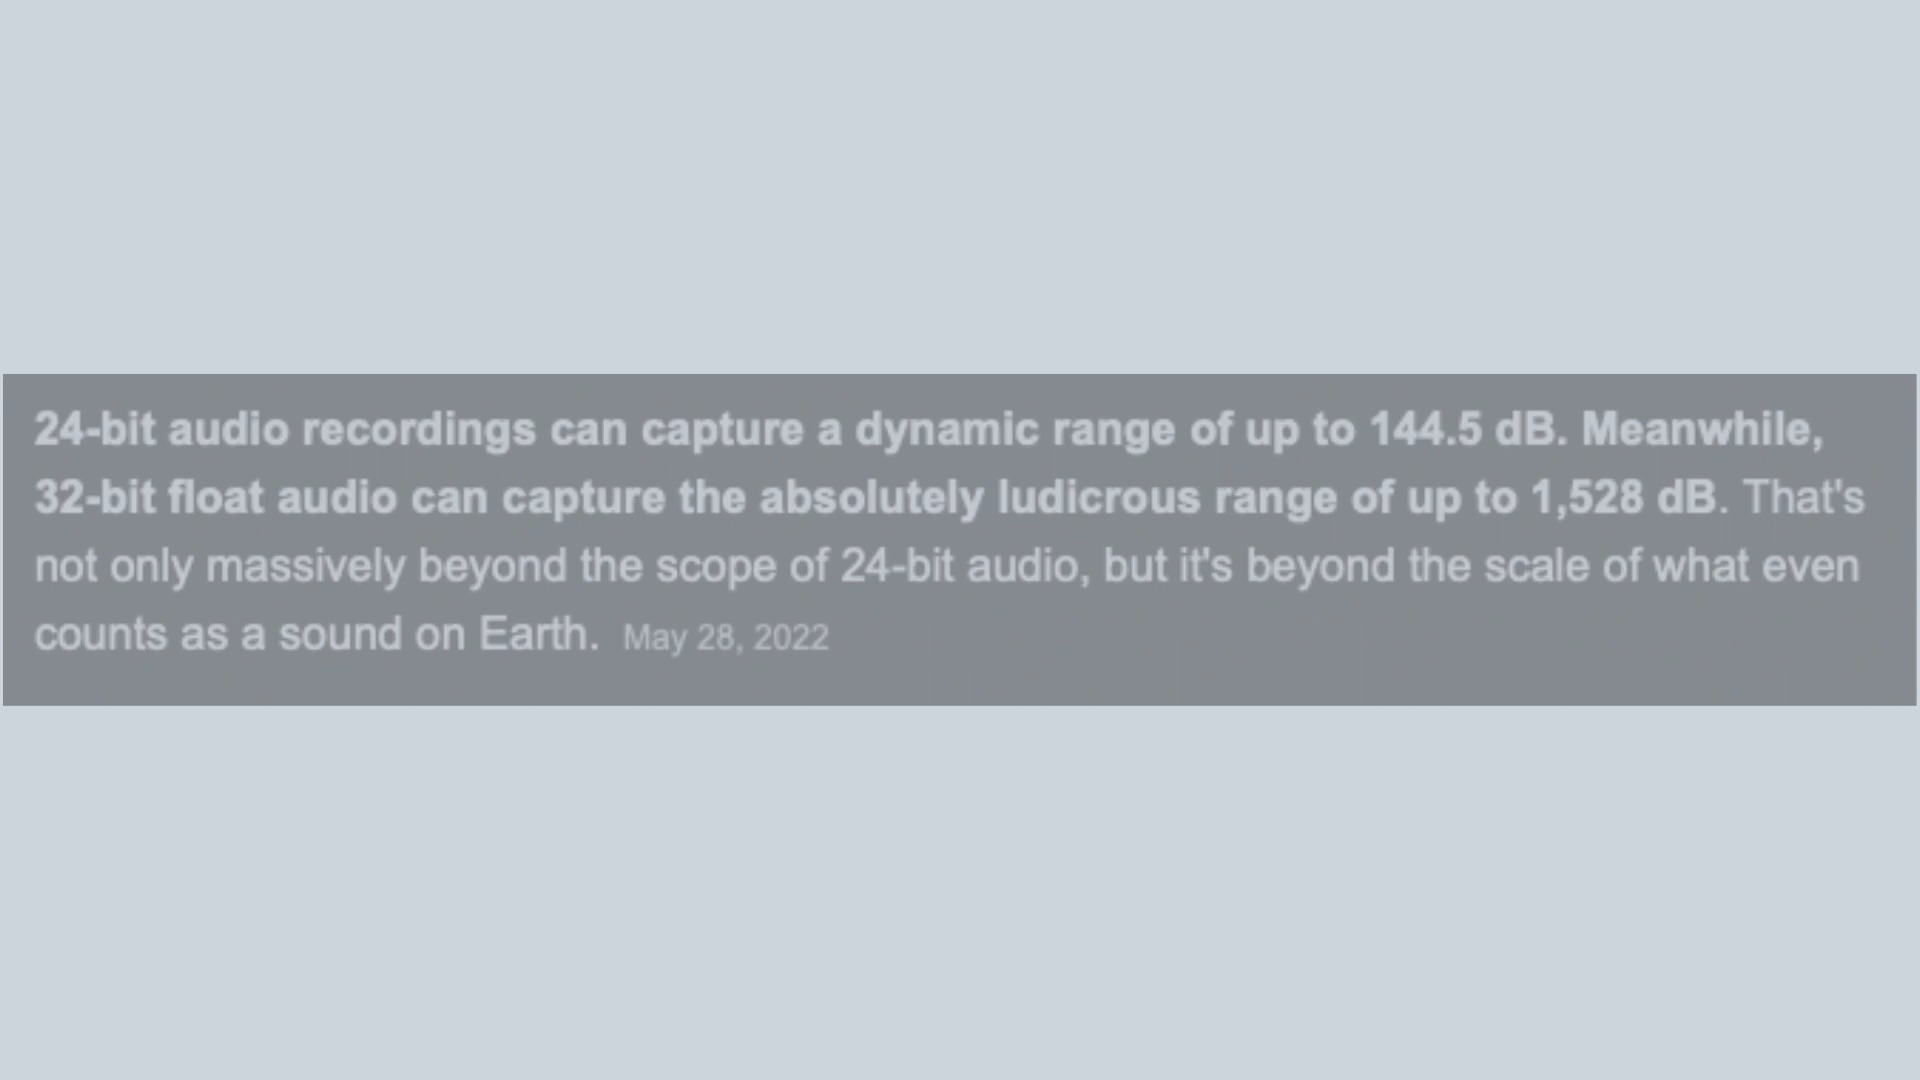 24-bit audio recordings can capture a dynamic range of up to 144.5 dB. Meanwhile,
32-bit float audio can capture the absolutely ludicrous range of up to 1,528 dB. That's
not only massively beyond the scope of 24-bit audio, but it's beyond the scale of what even
counts as a sound on Earth. May 28, 2022